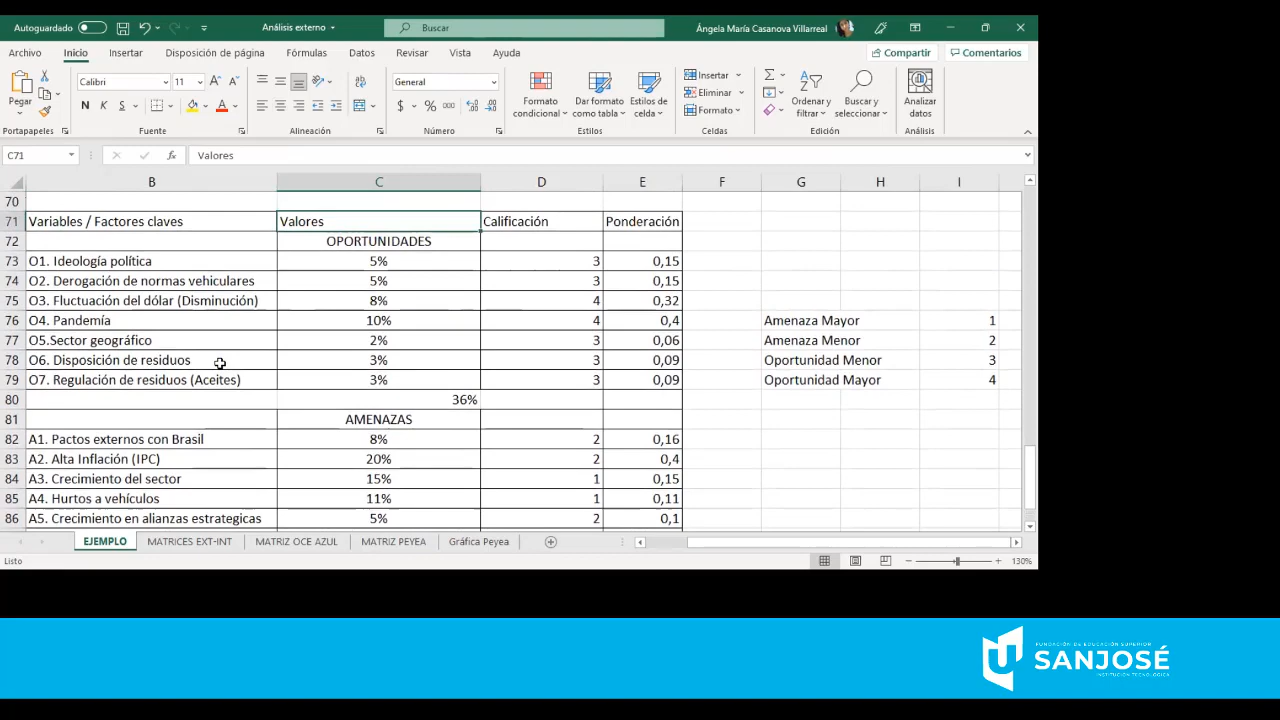 Autoguardado
Análisis externo
Buscar
Ángela María Casanova Villarreal
Archivo Inicio Insertar Disposición de página Fórmulas Datos Revisar Vista Ayuda
Compartir Comentarios
Pegar
Calibri 11
N K S
General
$ % 000
Formato condicional
Dar formato como tabla
Estilos de celda
Insertar
Eliminar
Formato
Ordenar y filtrar
Buscar y seleccionar
Analizar datos
Portapapeles Fuente Alineación Número Estilos Celdas Edición Análisis
C71 fx Valores
B C D E F G H I
70
71 Variables / Factores claves Valores Calificación Ponderación
72 OPORTUNIDADES
73 O1. Ideología política 5% 3 0,15
74 O2. Derogación de normas vehiculares 5% 3 0,15
75 O3. Fluctuación del dólar (Disminución) 8% 4 0,32
76 O4. Pandemía 10% 4 0,4 Amenaza Mayor 1
77 O5.Sector geográfico 2% 3 0,06 Amenaza Menor 2
78 O6. Disposición de residuos 3% 3 0,09 Oportunidad Menor 3
79 O7. Regulación de residuos (Aceites) 3% 3 0,09 Oportunidad Mayor 4
80 36%
81 AMENAZAS
82 A1. Pactos externos con Brasil 8% 2 0,16
83 A2. Alta Inflación (IPC) 20% 2 0,4
84 A3. Crecimiento del sector 15% 1 0,15
85 A4. Hurtos a vehículos 11% 1 0,11
86 A5. Crecimiento en alianzas estrategicas 5% 2 0,1
EJEMPLO MATRICES EXT-INT MATRIZ OCE AZUL MATRIZ PEYEA Gráfica Peyea
Listo 130%
FUNDACIÓN DE EDUCACIÓN SUPERIOR
SANJOSÉ
INSTITUCIÓN TECNOLÓGICA